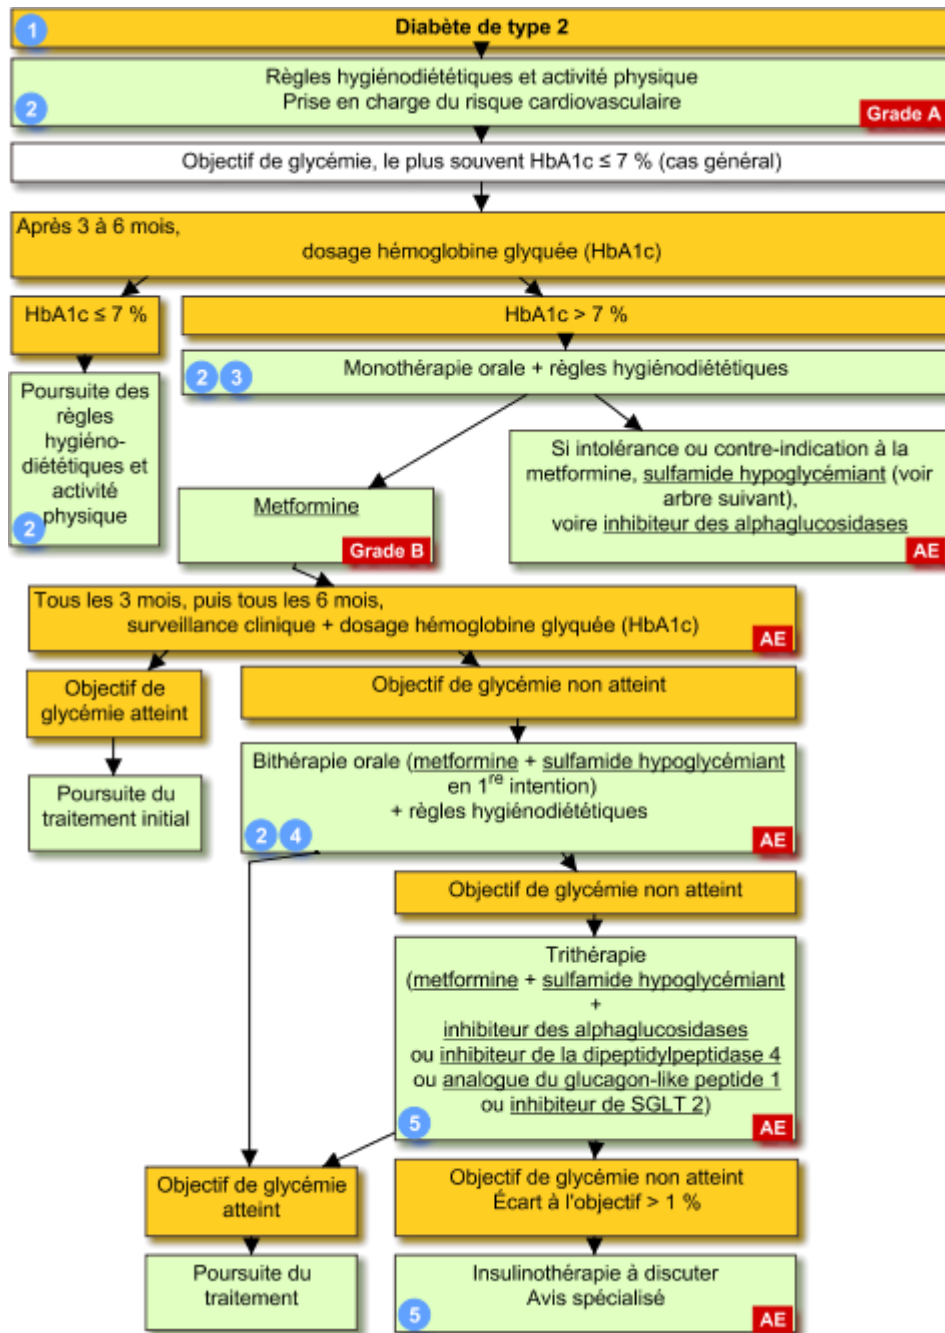 1
Diabète de type 2
Règles hygiénodiététiques et activité physique
Prise en charge du risque cardiovasculaire
2
Grade A
Objectif de glycémie, le plus souvent HbA1c ≤ 7 % (cas général)
Après 3 à 6 mois,
dosage hémoglobine glyquée (HbA1c)
HbA1c ≤ 7 %
HbA1c > 7 %
2 3
Monothérapie orale + règles hygiénodiététiques
Poursuite des
règles
hygiéno-
diététiques et
activité
physique
2
Si intolérance ou contre-indication à la
metformine, sulfamide hypoglycémiant (voir
arbre suivant),
voire inhibiteur des alphaglucosidases
AE
Metformine
Grade B
Tous les 3 mois, puis tous les 6 mois,
surveillance clinique + dosage hémoglobine glyquée (HbA1c)
AE
Objectif de
glycémie atteint
Objectif de glycémie non atteint
Poursuite du
traitement initial
Bithérapie orale (metformine + sulfamide hypoglycémiant
en 1re intention)
+ règles hygiénodiététiques
2 4
AE
Objectif de glycémie non atteint
Trithérapie
(metformine + sulfamide hypoglycémiant
+
inhibiteur des alphaglucosidases
ou inhibiteur de la dipeptidylpeptidase 4
ou analogue du glucagon-like peptide 1
ou inhibiteur de SGLT 2)
5
AE
Objectif de glycémie
atteint
Objectif de glycémie non atteint
Écart à l'objectif > 1 %
Poursuite du
traitement
Insulinothérapie à discuter
Avis spécialisé
5
AE